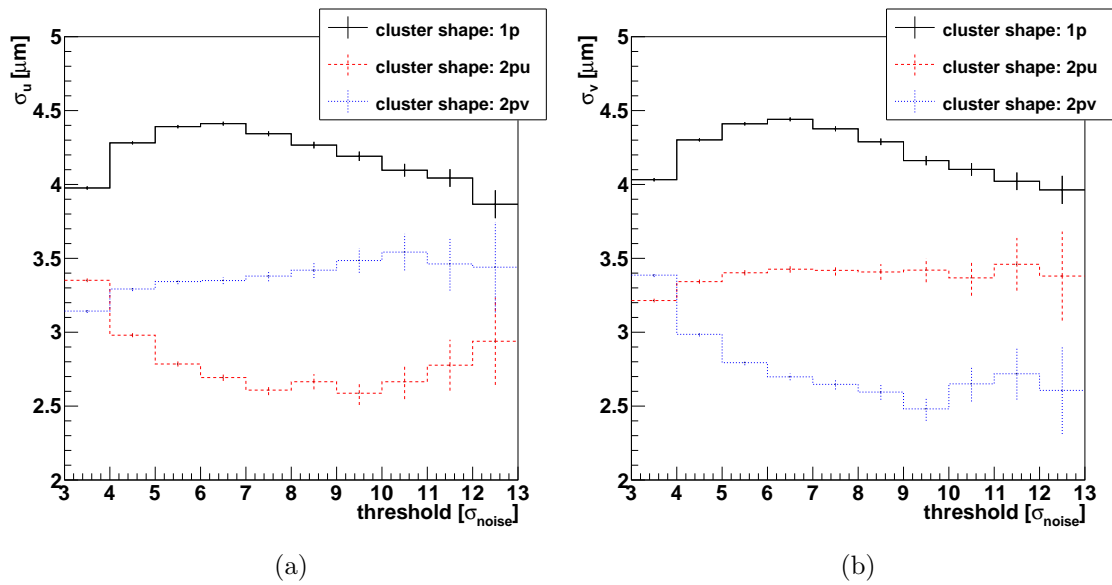 cluster shape: 1p
cluster shape: 2pu
cluster shape: 2pv
σu [μm]
5
4.5
4
3.5
3
2.5
2
3 4 5 6 7 8 9 10 11 12 13
threshold [σnoise]
(a)
cluster shape: 1p
cluster shape: 2pu
cluster shape: 2pv
σv [μm]
5
4.5
4
3.5
3
2.5
2
3 4 5 6 7 8 9 10 11 12 13
threshold [σnoise]
(b)